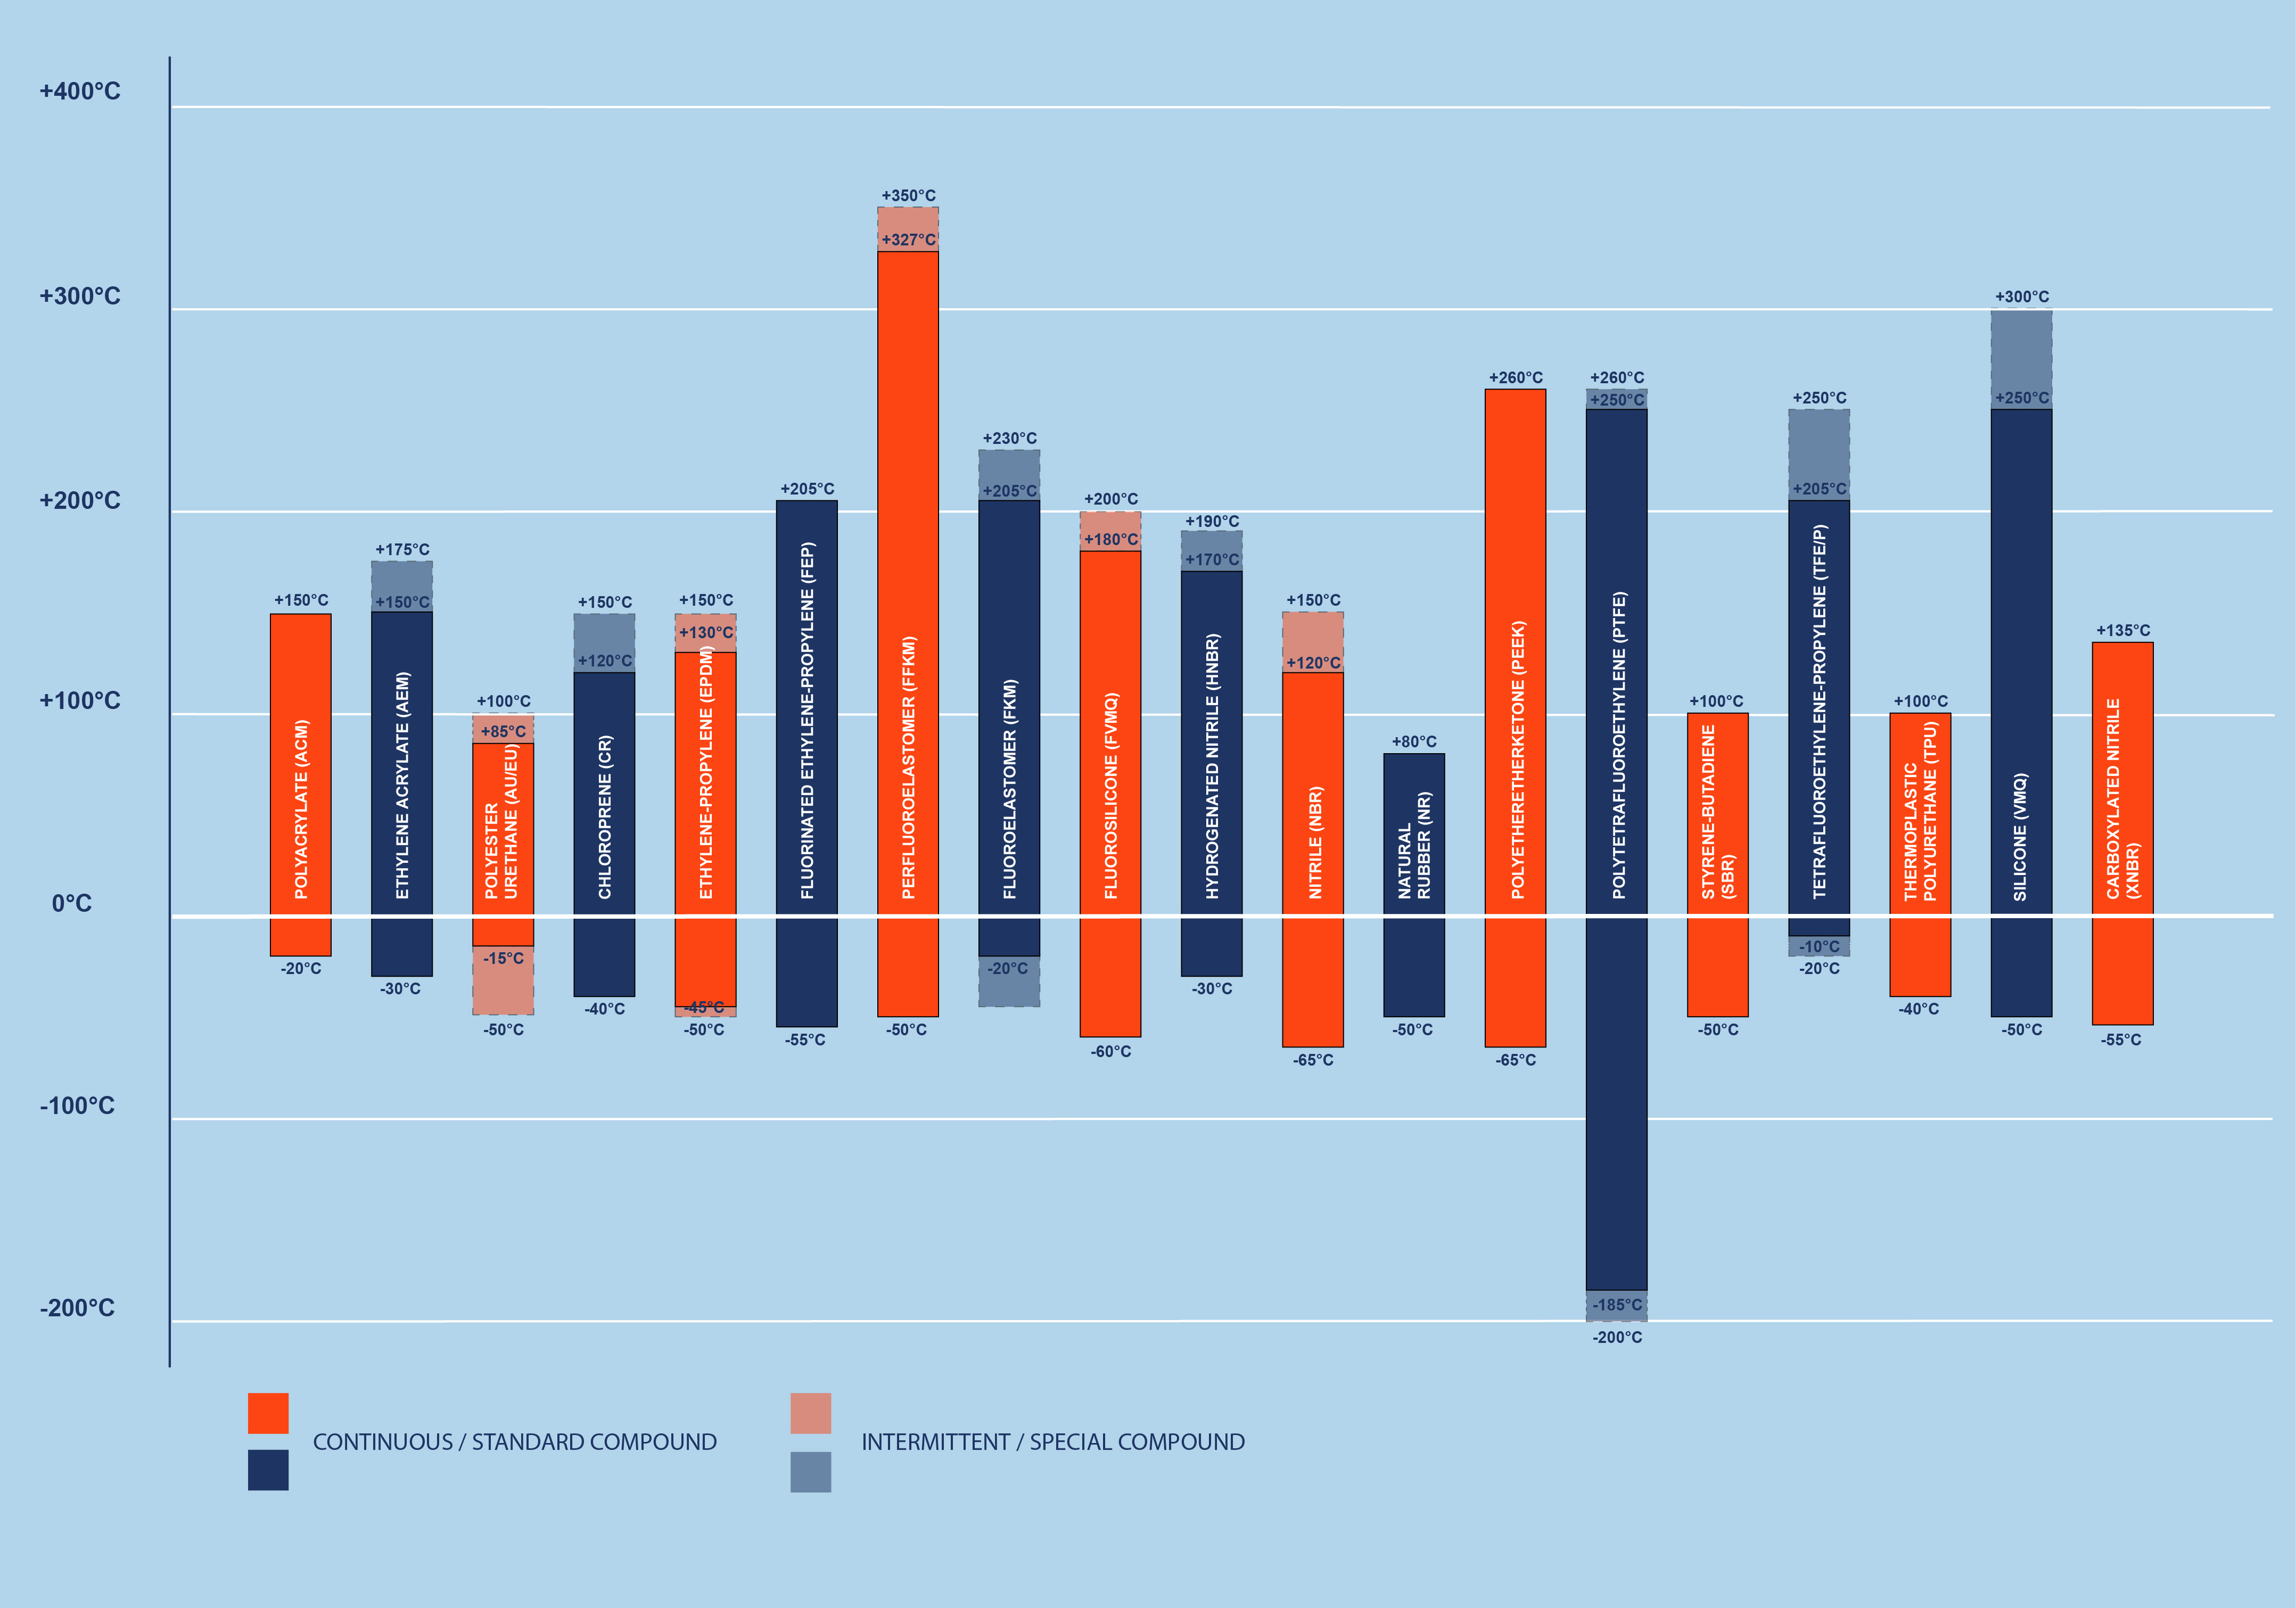 +400°C
+300°C
+200°C
+100°C
0°C
-100°C
-200°C
+150°C
POLYACRYLATE (ACM)
-20°C
+175°C
+150°C
ETHYLENE ACRYLATE (AEM)
-30°C
+100°C
+85°C
POLYESTER
URETHANE (AU/EU)
-15°C
-50°C
+150°C
+120°C
CHLOROPRENE (CR)
-40°C
+150°C
+130°C
ETHYLENE-PROPYLENE (EPDM)
-45°C
-50°C
+205°C
FLUORINATED ETHYLENE-PROPYLENE (FEP)
-55°C
+350°C
+327°C
PERFLUOROELASTOMER (FFKM)
-50°C
+230°C
+205°C
FLUOROELASTOMER (FKM)
-20°C
+200°C
+180°C
FLUOROSILICONE (FVMQ)
-60°C
+190°C
+170°C
HYDROGENATED NITRILE (HNBR)
-30°C
+150°C
+120°C
NITRILE (NBR)
-65°C
+80°C
NATURAL
RUBBER (NR)
-50°C
+260°C
POLYETHERETHERKETONE (PEEK)
-65°C
+260°C
+250°C
POLYTETRAFLUOROETHYLENE (PTFE)
-185°C
-200°C
+100°C
STYRENE-BUTADIENE
(SBR)
-50°C
+250°C
+205°C
TETRAFLUOROETHYLENE-PROPYLENE (TFE/P)
-10°C
-20°C
+100°C
THERMOPLASTIC
POLYURETHANE (TPU)
-40°C
+300°C
+250°C
SILICONE (VMQ)
-50°C
+135°C
CARBOXYLATED NITRILE
(XNBR)
-55°C
CONTINUOUS / STANDARD COMPOUND
INTERMITTENT / SPECIAL COMPOUND